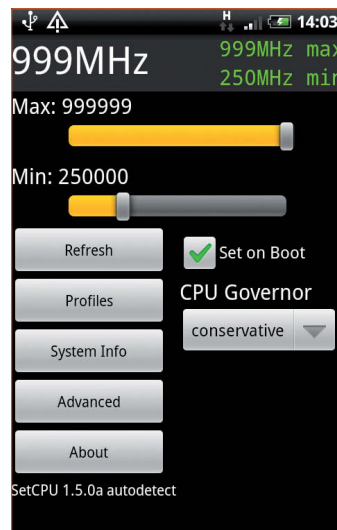 H 14:03
999MHz
999MHz max
250MHz min
Max: 999999
Min: 250000
Refresh
Set on Boot
Profiles
CPU Governor
System Info
conservative
Advanced
About
SetCPU 1.5.0a autodetect